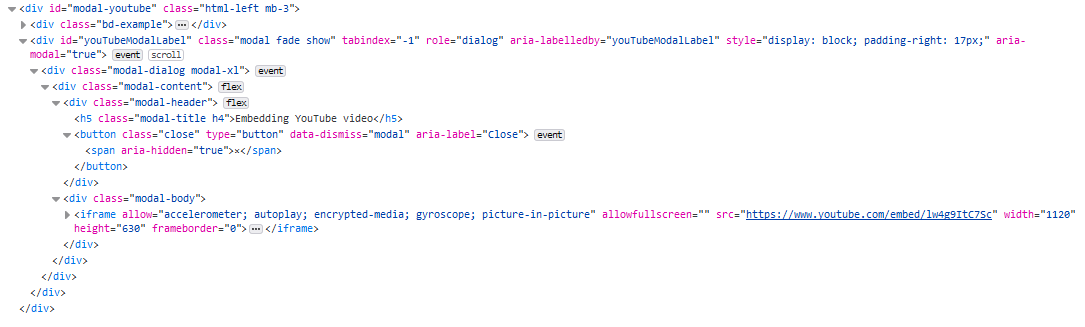 <div id="modal-youtube" class="html-left mb-3">
<div class="bd-example"> ⋯ </div>
<div id="youTubeModalLabel" class="modal fade show" tabindex="-1" role="dialog" aria-labelledby="youTubeModalLabel" style="display: block; padding-right: 17px;" aria-
modal="true"> event scroll
<div class="modal-dialog modal-xl"> event
<div class="modal-content"> flex
<div class="modal-header"> flex
<h5 class="modal-title h4">Embedding YouTube video</h5>
<button class="close" type="button" data-dismiss="modal" aria-label="Close"> event
<span aria-hidden="true">×</span>
</button>
</div>
<div class="modal-body">
<iframe allow="accelerometer; autoplay; encrypted-media; gyroscope; picture-in-picture" allowfullscreen="" src="https://www.youtube.com/embed/lw4g9ItC7Sc" width="1120"
height="630" frameborder="0"> ⋯ </iframe>
</div>
</div>
</div>
</div>
</div>